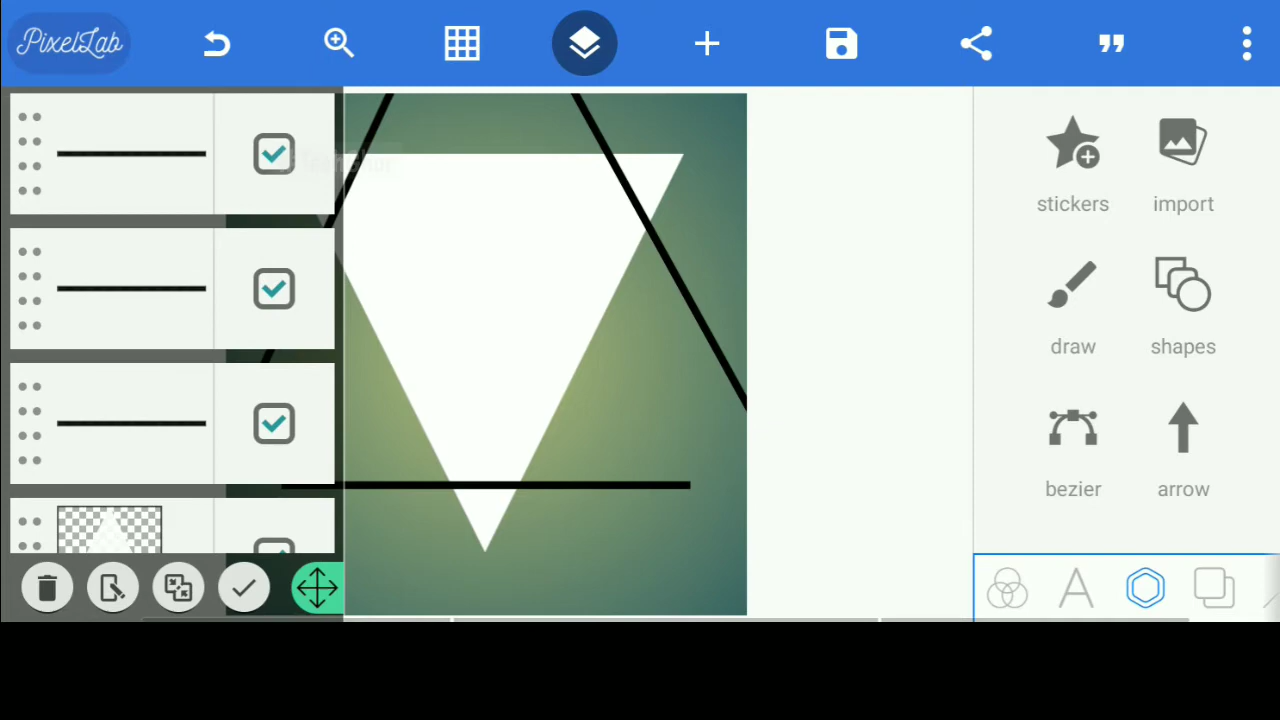 PixelLab
stickers
import
draw
shapes
bezier
arrow